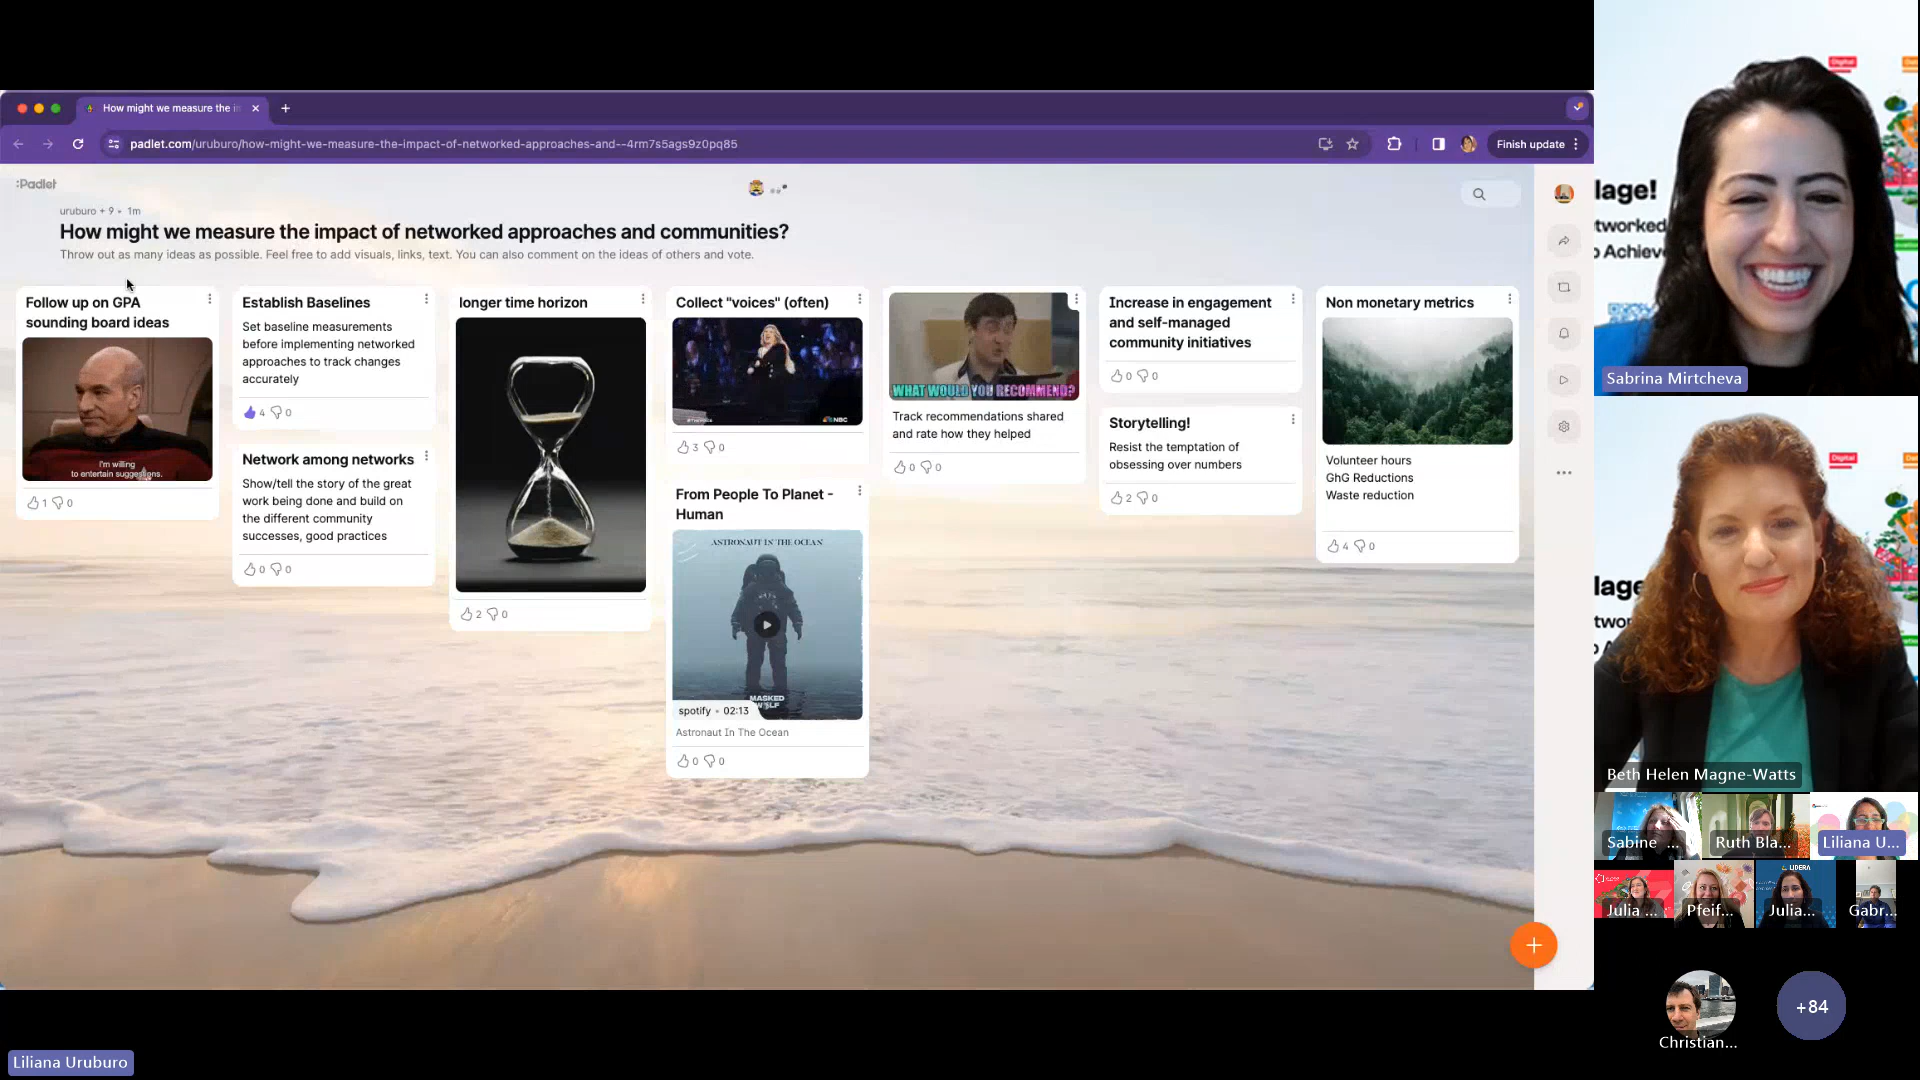 How might we measure the i
padlet.com/uruburo/how-might-we-measure-the-impact-of-networked-approaches-and--4rm7s5ags9z0pq85
Finish update
:Padlet
uruburo + 9 • 1m
How might we measure the impact of networked approaches and communities?
Throw out as many ideas as possible. Feel free to add visuals, links, text. You can also comment on the ideas of others and vote.
Follow up on GPA
sounding board ideas
I'm willing
to entertain suggestions.
1 0
Establish Baselines
Set baseline measurements
before implementing networked
approaches to track changes
accurately
4 0
Network among networks
Show/tell the story of the great
work being done and build on
the different community
successes, good practices
0 0
longer time horizon
2 0
Collect "voices" (often)
NBC
3 0
From People To Planet -
Human
ASTRONAUT IN THE OCEAN
MASKED
WOLF
spotify • 02:13
Astronaut In The Ocean
0 0
WHAT WOULD YOU RECOMMEND?
Track recommendations shared
and rate how they helped
0 0
Increase in engagement
and self-managed
community initiatives
0 0
Storytelling!
Resist the temptation of
obsessing over numbers
2 0
Non monetary metrics
Volunteer hours
GhG Reductions
Waste reduction
4 0
Digital
lage!
tworked
o Achieve
Sabrina Mirtcheva
Digital
lage!
Beth Helen Magne-Watts
Sabine ...
Ruth Bla...
Liliana U...
LIDERA
Julia ...
Pfeif...
Julia...
Gabr...
Christian...
+84
Liliana Uruburo